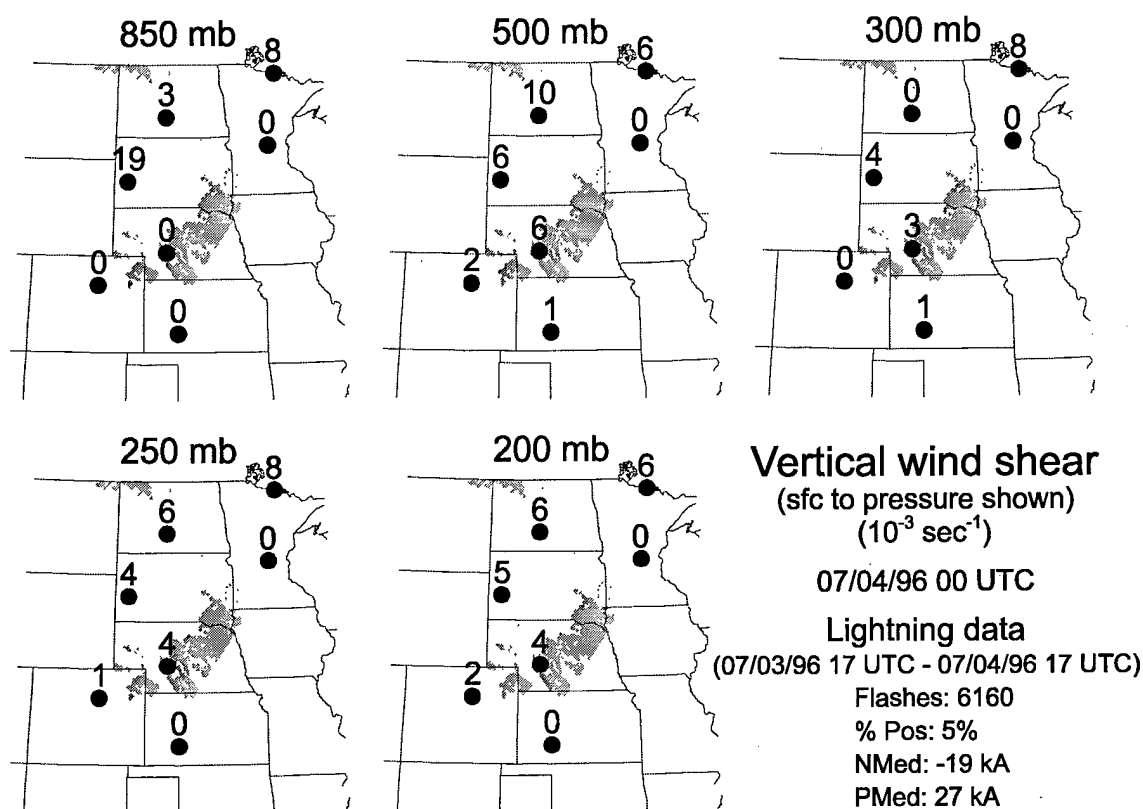 850 mb
8
3
0
19
0
0
0
500 mb
6
10
0
6
6
2
1
300 mb
8
0
0
4
3
0
1
250 mb
8
6
0
4
4
1
0
200 mb
6
6
0
5
4
2
0
Vertical wind shear
(sfc to pressure shown)
(10⁻³ sec⁻¹)
07/04/96 00 UTC
Lightning data
(07/03/96 17 UTC - 07/04/96 17 UTC)
Flashes: 6160
% Pos: 5%
NMed: -19 kA
PMed: 27 kA